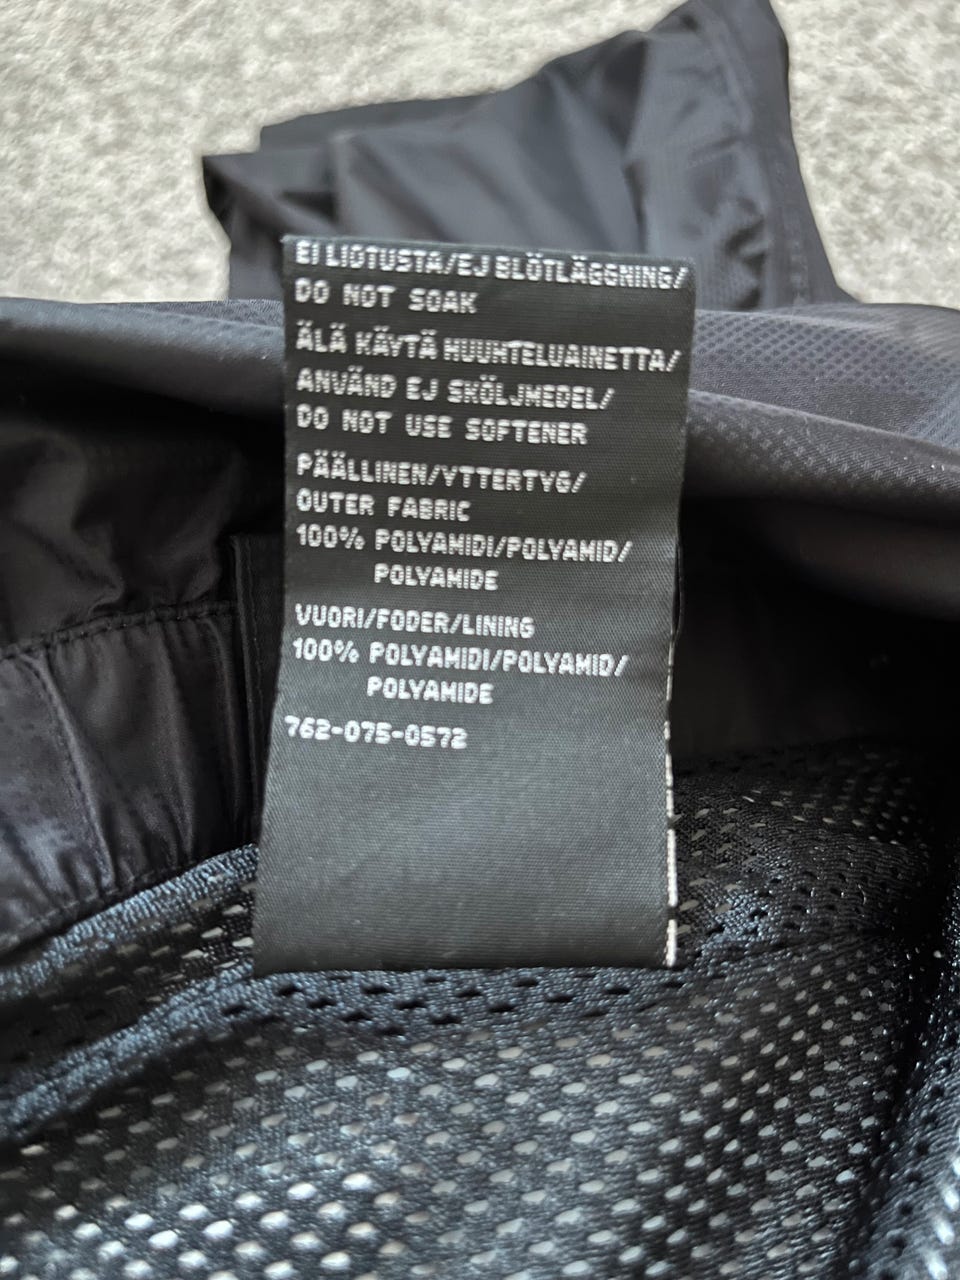 EI LIOTUSTA/EJ BLÖTLÄGGNING/
DO NOT SOAK
ÄLÄ KÄYTÄ HUUHTELUAINETTA/
ANVÄND EJ SKÖLJMEDEL/
DO NOT USE SOFTENER
PÄÄLLINEN/YTTERTYG/
OUTER FABRIC
100% POLYAMIDI/POLYAMID/
POLYAMIDE
VUORI/FODER/LINING
100% POLYAMIDI/POLYAMID/
POLYAMIDE
762-075-0572